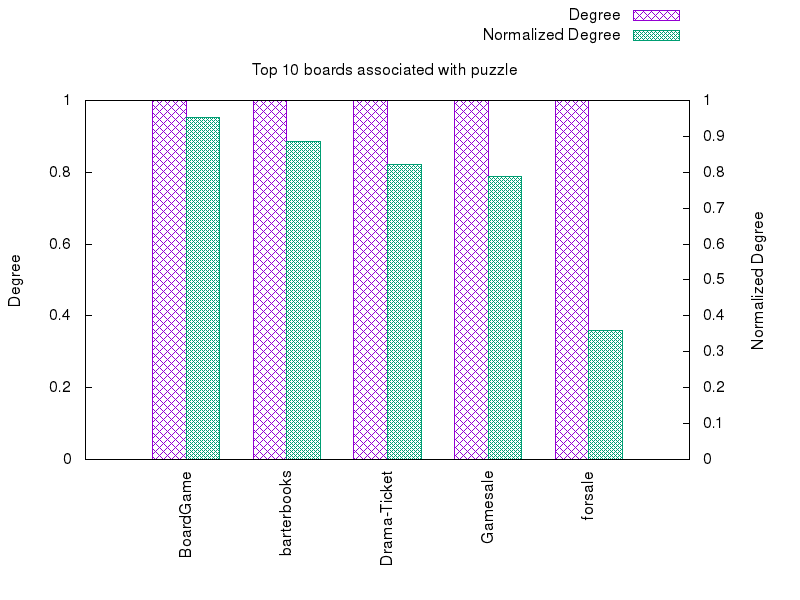 Degree
Normalized Degree
Top 10 boards associated with puzzle
1
0.8
0.6
0.4
0.2
0
1
0.9
0.8
0.7
0.6
0.5
0.4
0.3
0.2
0.1
0
Degree
Normalized Degree
BoardGame
barterbooks
Drama-Ticket
Gamesale
forsale